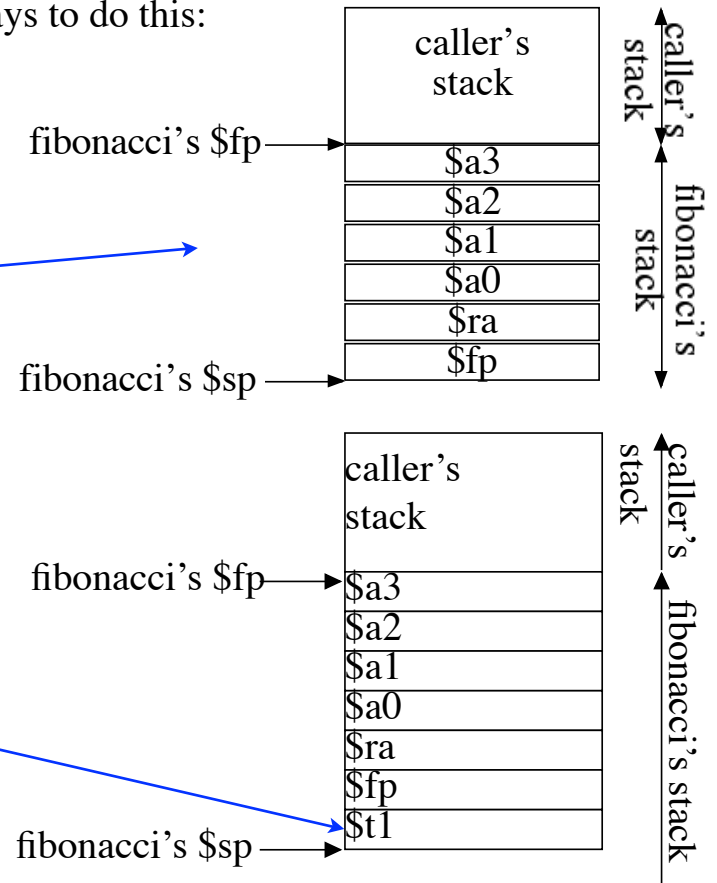 ays to do this:
caller's
stack
caller's
stack
fibonacci's $fp
$a3
$a2
$a1
$a0
$ra
$fp
fibonacci's
stack
fibonacci's $sp
caller's
stack
caller's
stack
fibonacci's $fp
$a3
$a2
$a1
$a0
$ra
$fp
$t1
fibonacci's stack
fibonacci's $sp